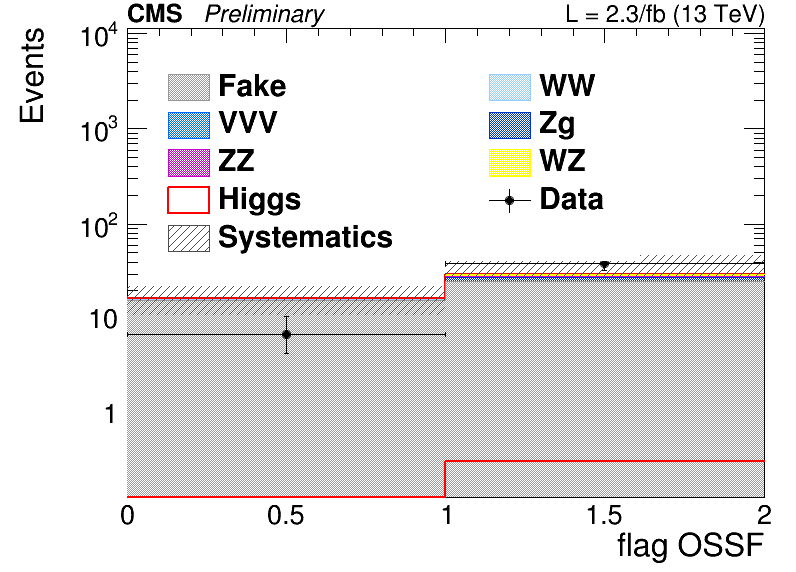 CMS Preliminary L = 2.3/fb (13 TeV)
Events
10⁴
10³
10²
10
1
Fake WW
VVV Zg
ZZ WZ
Higgs Data
Systematics
0 0.5 1 1.5 2
flag OSSF